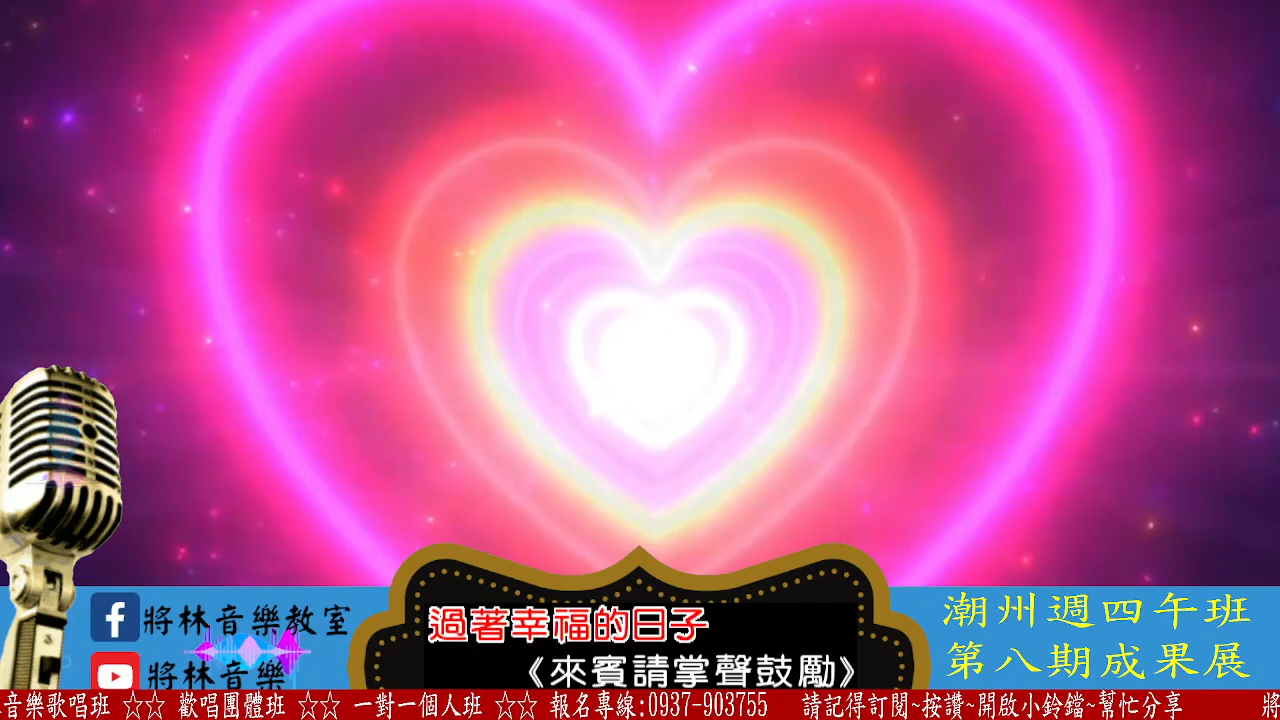 過著幸福的日子
《來賓請掌聲鼓勵》
將林音樂教室
將林音樂
潮州週四午班
第八期成果展
音樂歌唱班 ☆☆ 歡唱團體班 ☆☆ 一對一個人班 ☆☆ 報名專線:0937-903755 請記得訂閱~按讚~開啟小鈴鐺~幫忙分享 將